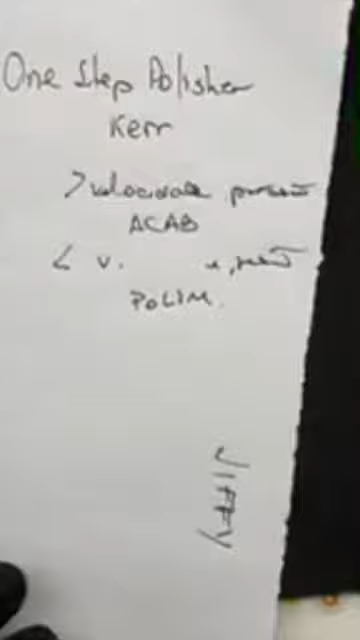 One Step Polisher
Kerr
> velocidade
ACAB
< v.
POLIM.
JIFFY